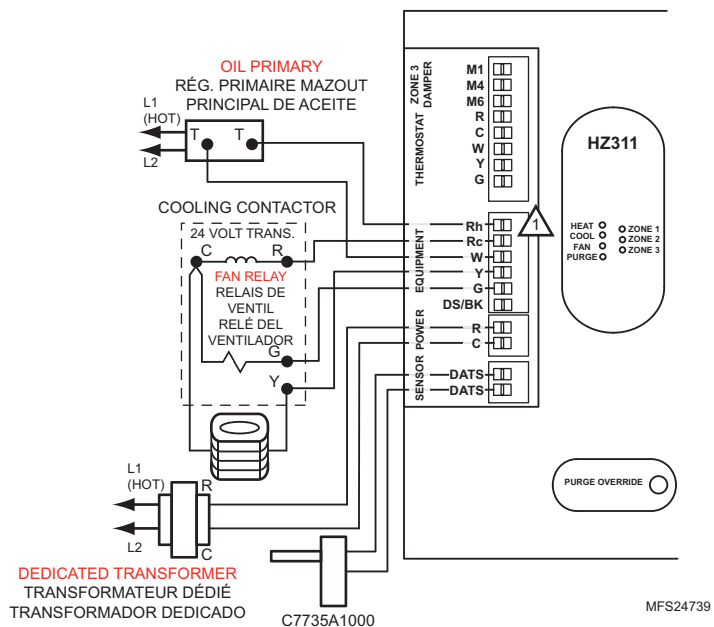 OIL PRIMARY
RÉG. PRIMAIRE MAZOUT
PRINCIPAL DE ACEITE
L1
(HOT)
L2
T
T
COOLING CONTACTOR
24 VOLT TRANS.
C
R
FAN RELAY
RELAIS DE
VENTIL
RELÉ DEL
VENTILADOR
G
Y
L1
(HOT)
L2
R
C
DEDICATED TRANSFORMER
TRANSFORMATEUR DÉDIÉ
TRANSFORMADOR DEDICADO
C7735A1000
ZONE 3
DAMPER
M1
M4
M6
THERMOSTAT
R
C
W
Y
G
EQUIPMENT
Rh
Rc
W
Y
G
DS/BK
1
POWER
R
C
SENSOR
DATS
DATS
HZ311
HEAT
COOL
FAN
PURGE
ZONE 1
ZONE 2
ZONE 3
PURGE OVERRIDE
MFS24739